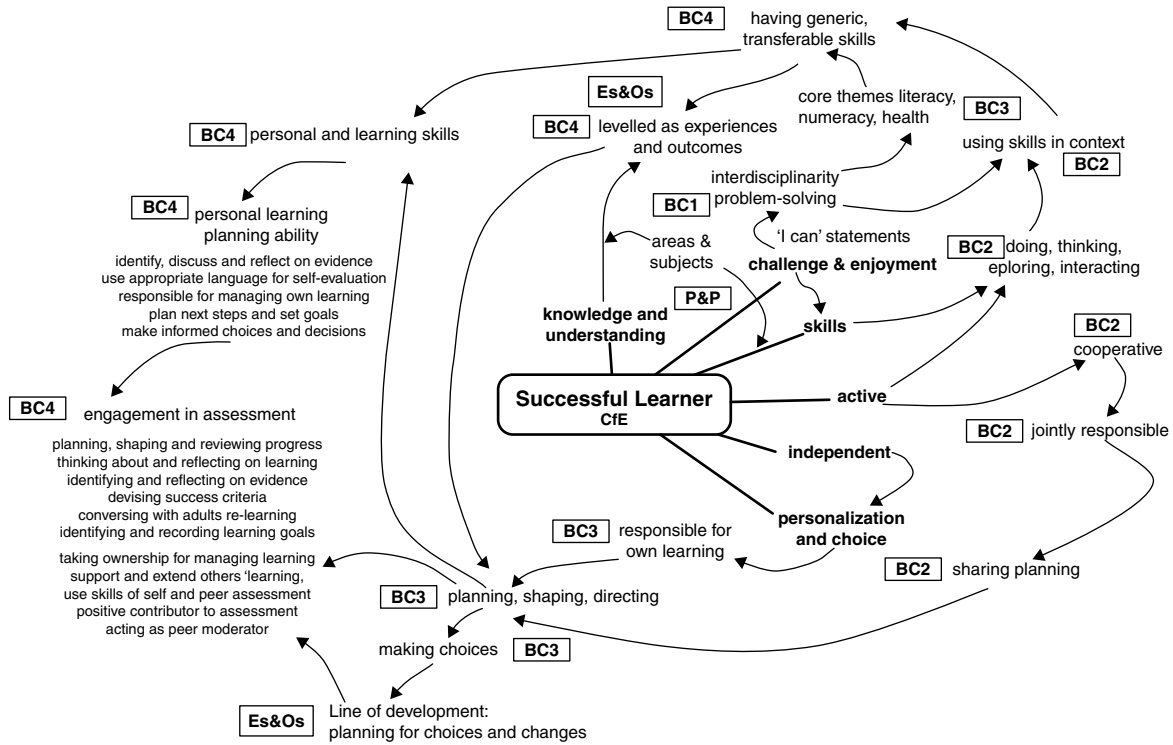 BC4
having generic,
transferable skills
Es&Os
core themes literacy,
numeracy, health
BC3
BC4
personal and learning skills
BC4
levelled as experiences
and outcomes
using skills in context
BC2
interdisciplinarity
problem-solving
BC1
BC4
personal learning
planning ability
areas &
subjects
'I can' statements
challenge & enjoyment
BC2
doing, thinking,
eploring, interacting
identify, discuss and reflect on evidence
use appropriate language for self-evaluation
responsible for managing own learning
plan next steps and set goals
make informed choices and decisions
P&P
knowledge and
understanding
skills
BC2
cooperative
BC4
engagement in assessment
Successful Learner
CfE
active
BC2
jointly responsible
planning, shaping and reviewing progress
thinking about and reflecting on learning
identifying and reflecting on evidence
devising success criteria
conversing with adults re-learning
identifying and recording learning goals
independent
personalization
and choice
BC3
responsible for
own learning
taking ownership for managing learning
support and extend others 'learning,
use skills of self and peer assessment
positive contributor to assessment
acting as peer moderator
BC2
sharing planning
BC3
planning, shaping, directing
making choices
BC3
Es&Os
Line of development:
planning for choices and changes